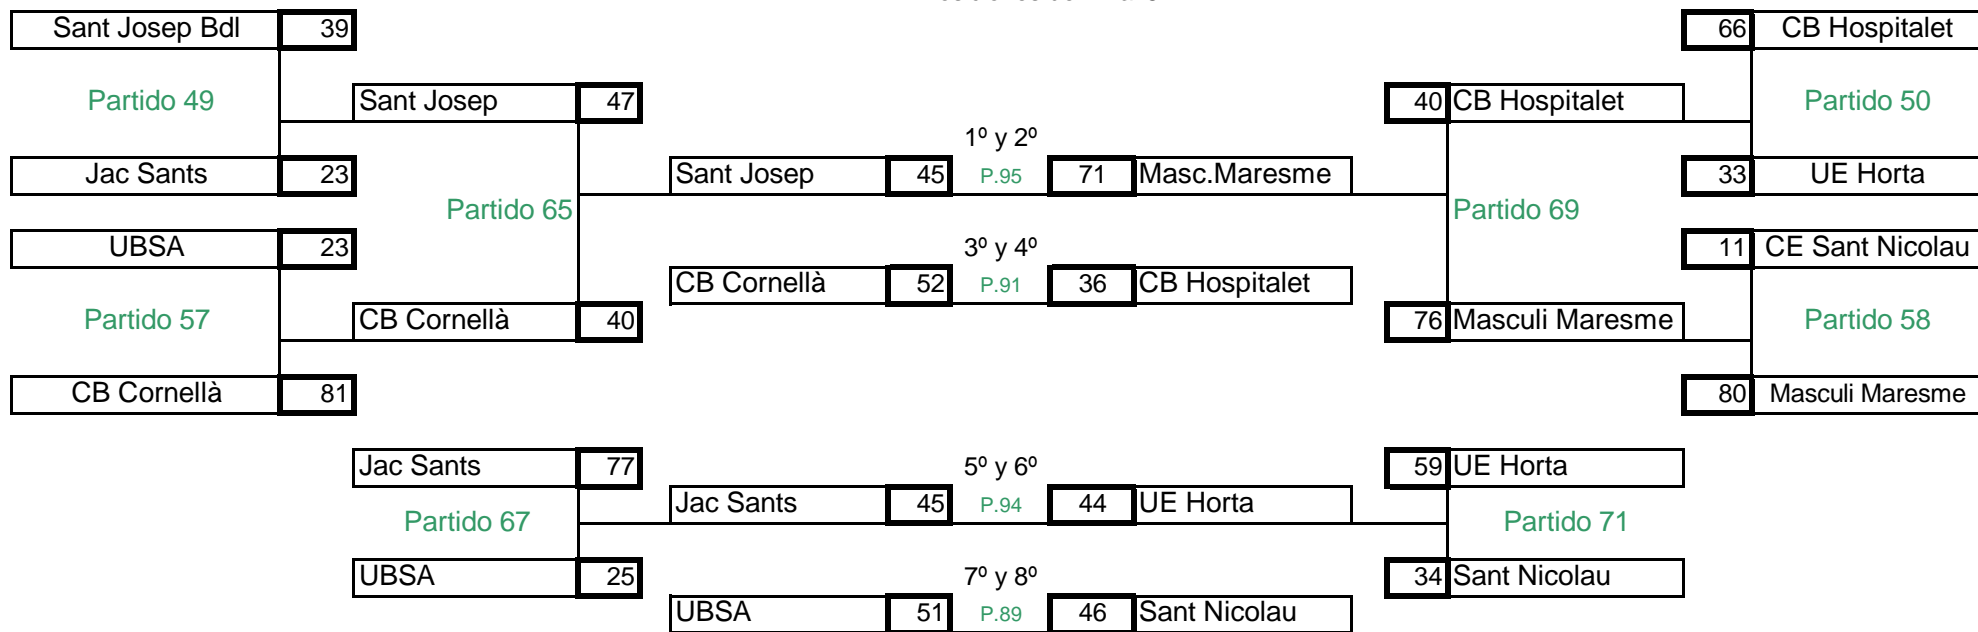 Sant Josep Bdl 39 66 CB Hospitalet
Partido 49 Sant Josep 47 40 CB Hospitalet Partido 50
1º y 2º
Jac Sants 23 Sant Josep 45 P.95 71 Masc.Maresme 33 UE Horta
Partido 65 Partido 69
UBSA 23 3º y 4º 11 CE Sant Nicolau
CB Cornellà 52 P.91 36 CB Hospitalet
Partido 57 CB Cornellà 40 76 Masculi Maresme Partido 58
CB Cornellà 81 80 Masculi Maresme
Jac Sants 77 5º y 6º 59 UE Horta
Jac Sants 45 P.94 44 UE Horta
Partido 67 Partido 71
UBSA 25 7º y 8º 34 Sant Nicolau
UBSA 51 P.89 46 Sant Nicolau